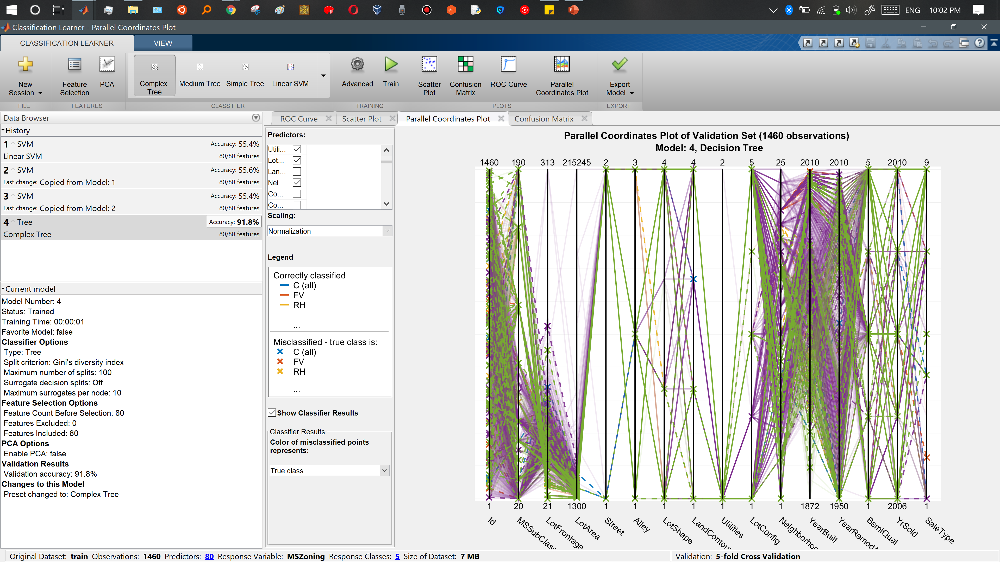 ENG 10:02 PM
Classification Learner - Parallel Coordinates Plot
CLASSIFICATION LEARNER VIEW
New Session
Feature Selection
PCA
Complex Tree
Medium Tree
Simple Tree
Linear SVM
Advanced
Train
Scatter Plot
Confusion Matrix
ROC Curve
Parallel Coordinates Plot
Export Model
FILE FEATURES CLASSIFIER TRAINING PLOTS EXPORT
Data Browser
History
1 SVM Accuracy: 55.4%
Linear SVM 80/80 features
2 SVM Accuracy: 55.6%
Last change: Copied from Model: 1 80/80 features
3 SVM Accuracy: 55.4%
Last change: Copied from Model: 2 80/80 features
4 Tree Accuracy: 91.8%
Complex Tree 80/80 features
Current model
Model Number: 4
Status: Trained
Training Time: 00:00:01
Favorite Model: false
Classifier Options
Type: Tree
Split criterion: Gini's diversity index
Maximum number of splits: 100
Surrogate decision splits: Off
Maximum surrogates per node: 10
Feature Selection Options
Feature Count Before Selection: 80
Features Excluded: 0
Features Included: 80
PCA Options
Enable PCA: false
Validation Results
Validation accuracy: 91.8%
Changes to this Model
Preset changed to: Complex Tree
ROC Curve Scatter Plot Parallel Coordinates Plot Confusion Matrix
Predictors:
Utili...
Lot...
Lan...
Nei...
Co...
Co...
Scaling:
Normalization
Legend
Correctly classified
C (all)
FV
RH
...
Misclassified - true class is:
C (all)
FV
RH
...
Show Classifier Results
Classifier Results
Color of misclassified points
represents:
True class
Parallel Coordinates Plot of Validation Set (1460 observations)
Model: 4, Decision Tree
1460 190 313 215245 2 3 4 4 2 5 25 2010 2010 5 2010 9
1 20 21 1300 1 1 1 1 1 1 1 1872 1950 1 2006 1
Id MSSubClass LotFrontage LotArea Street Alley LotShape LandContour Utilities LotConfig Neighborhoo YearBuilt YearRemodA BsmtQual YrSold SaleType
Original Dataset: train Observations: 1460 Predictors: 80 Response Variable: MSZoning Response Classes: 5 Size of Dataset: 7 MB Validation: 5-fold Cross Validation